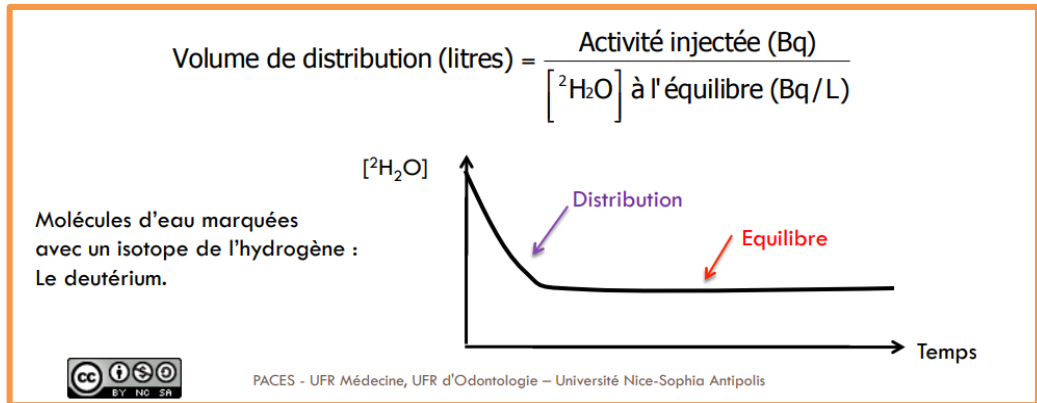 Volume de distribution (litres) = Activité injectée (Bq) / [²H₂O] à l'équilibre (Bq/L)
[²H₂O]
Distribution
Molécules d'eau marquées
avec un isotope de l'hydrogène :
Le deutérium.
Equilibre
Temps
cc BY NC SA
PACES - UFR Médecine, UFR d'Odontologie – Université Nice-Sophia Antipolis